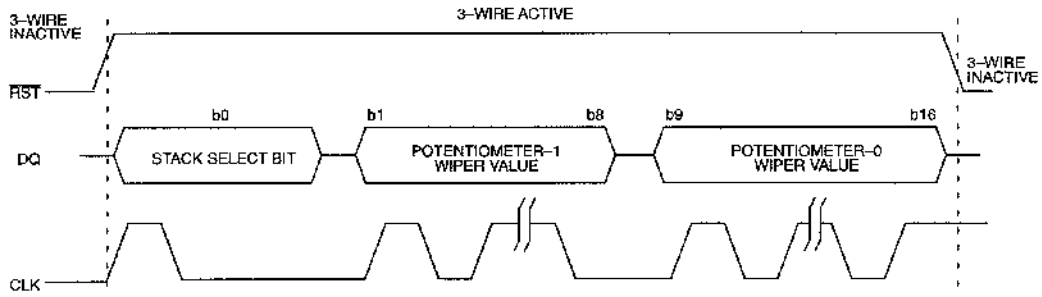 3–WIRE
INACTIVE
3–WIRE ACTIVE
3–WIRE
INACTIVE
RST
b0
b1
b8
b9
b16
DQ
STACK SELECT BIT
POTENTIOMETER–1
WIPER VALUE
POTENTIOMETER–0
WIPER VALUE
CLK